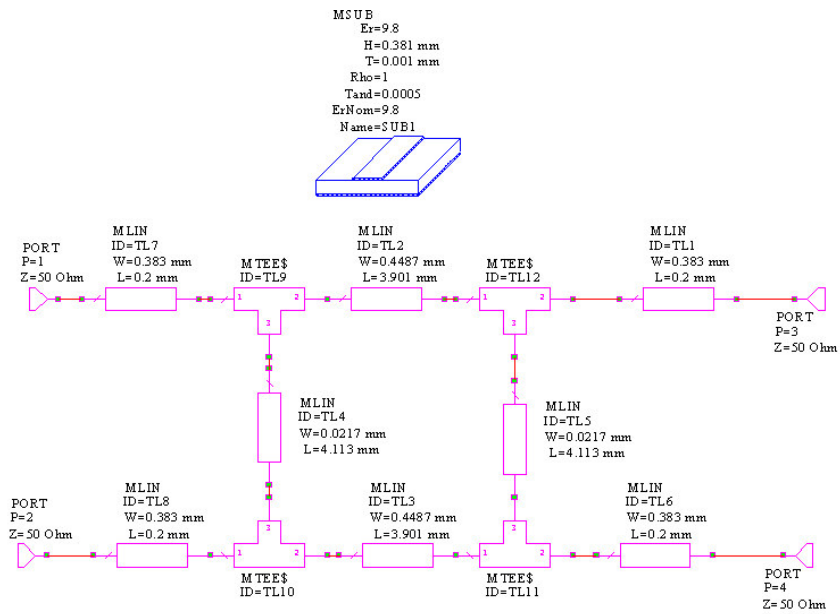 MSUB
Er=9.8
H=0.381 mm
T=0.001 mm
Rho=1
Tand=0.0005
ErNom=9.8
Name=SUB1
PORT
P=1
Z=50 Ohm
MLIN
ID=TL7
W=0.383 mm
L=0.2 mm
MTEE$
ID=TL9
1
2
3
MLIN
ID=TL2
W=0.4487 mm
L=3.901 mm
MTEE$
ID=TL12
1
2
3
MLIN
ID=TL1
W=0.383 mm
L=0.2 mm
PORT
P=3
Z=50 Ohm
MLIN
ID=TL4
W=0.0217 mm
L=4.113 mm
MLIN
ID=TL5
W=0.0217 mm
L=4.113 mm
PORT
P=2
Z=50 Ohm
MLIN
ID=TL8
W=0.383 mm
L=0.2 mm
3
1
2
MTEE$
ID=TL10
MLIN
ID=TL3
W=0.4487 mm
L=3.901 mm
3
1
2
MTEE$
ID=TL11
MLIN
ID=TL6
W=0.383 mm
L=0.2 mm
PORT
P=4
Z=50 Ohm